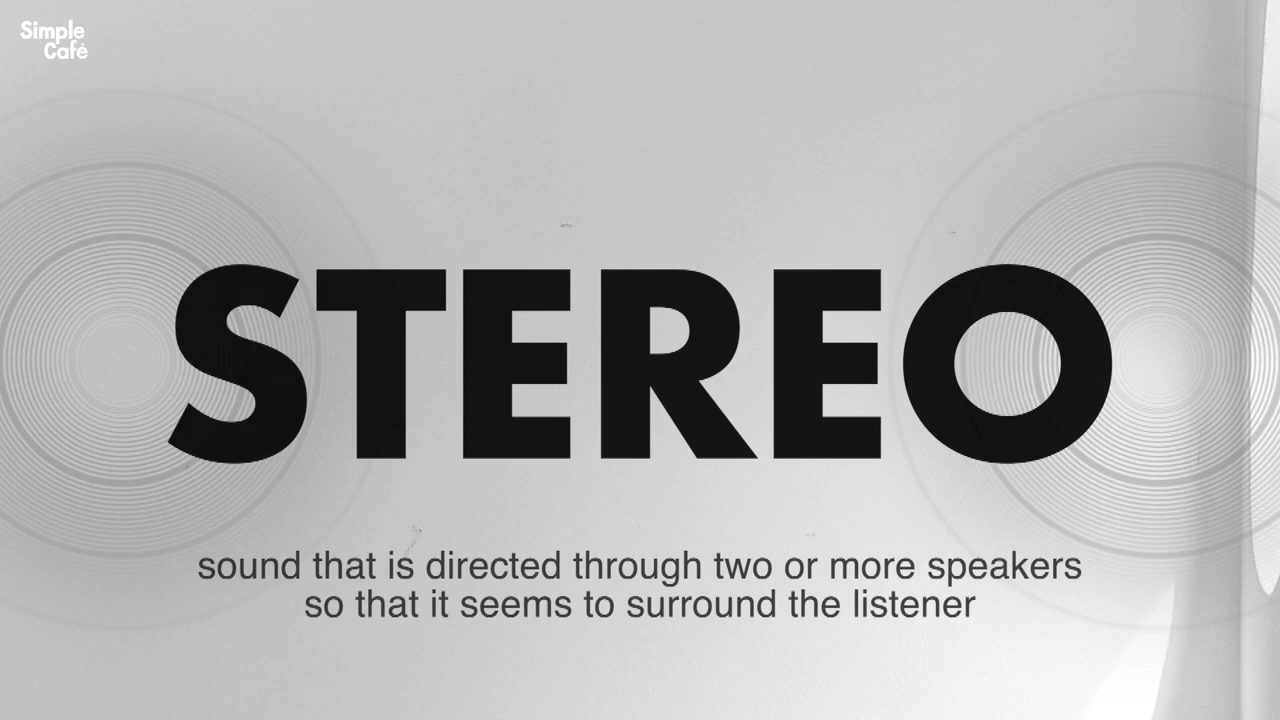 Simple
Café
STEREO
sound that is directed through two or more speakers
so that it seems to surround the listener